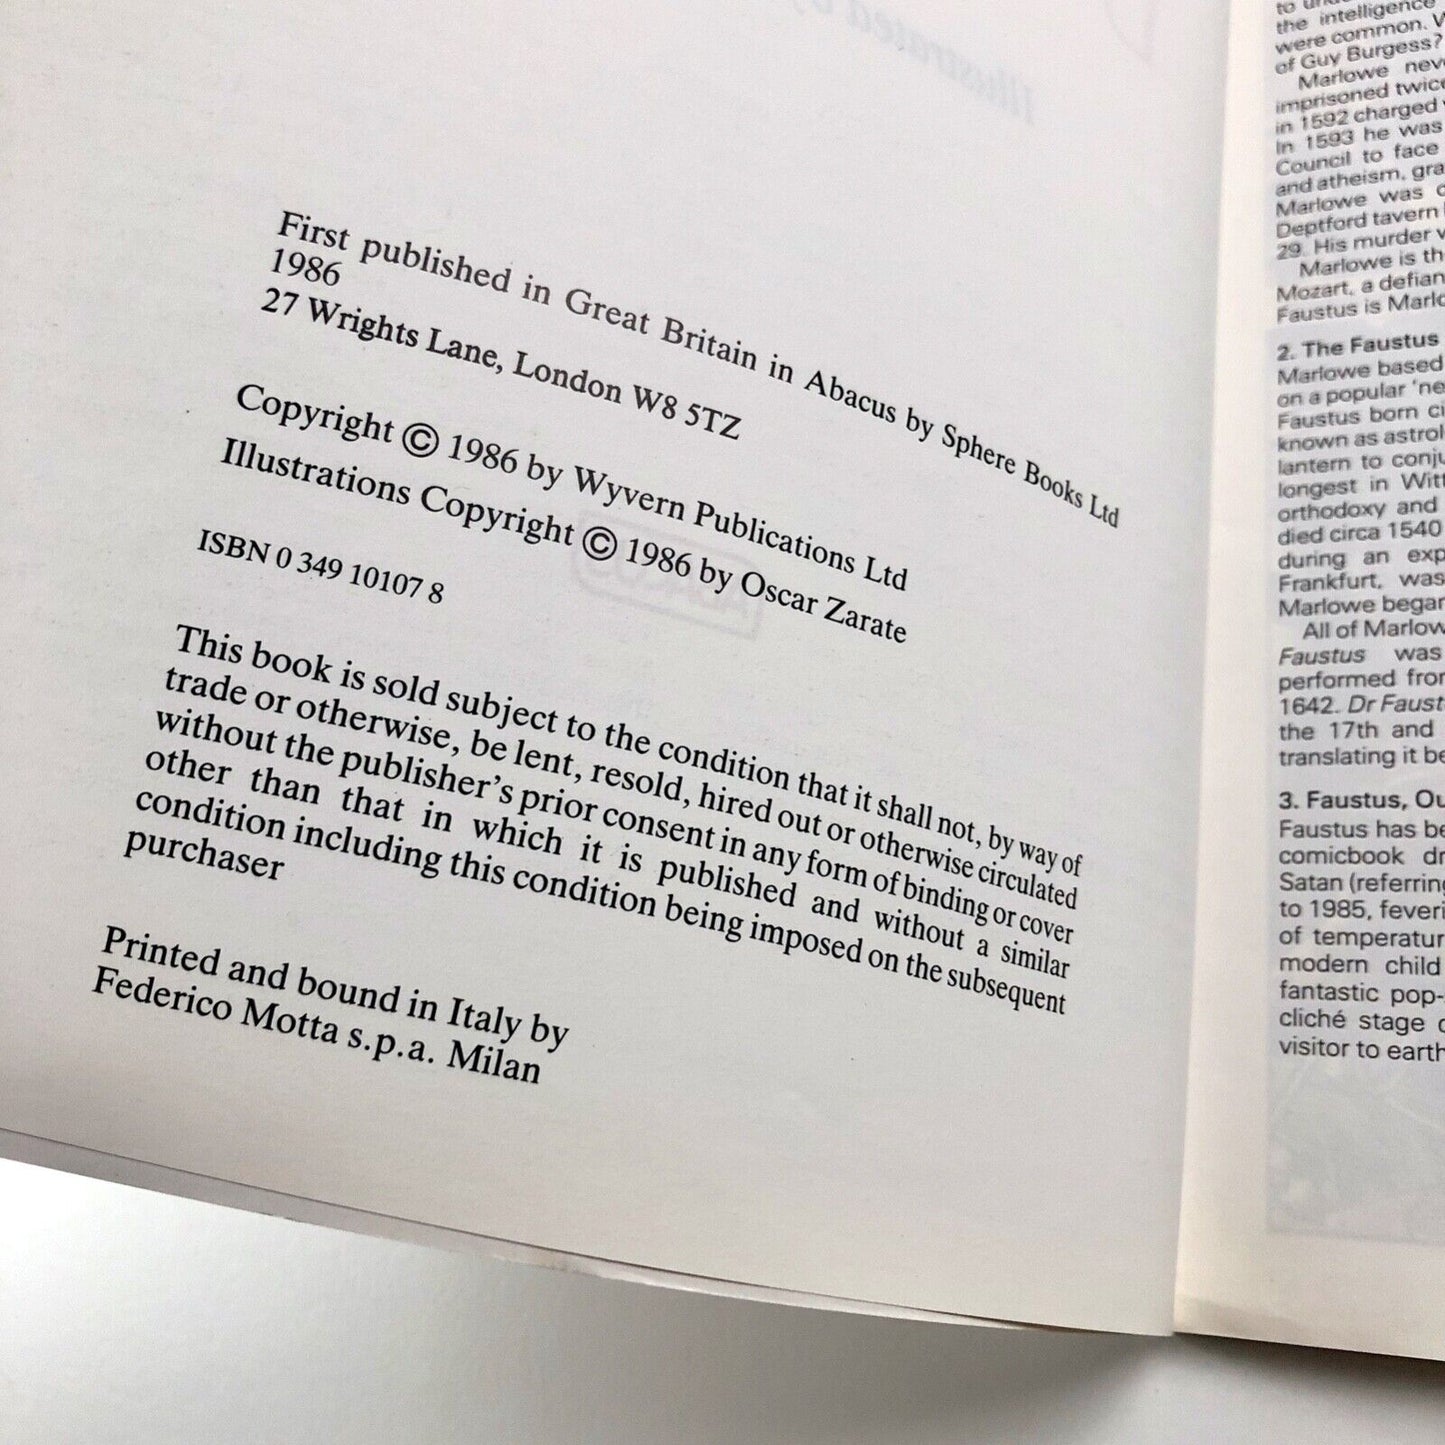 First published in Great Britain in Abacus by Sphere Books Ltd
1986
27 Wrights Lane, London W8 5TZ
Copyright © 1986 by Wyvern Publications Ltd
Illustrations Copyright © 1986 by Oscar Zarate
ISBN 0 349 10107 8
This book is sold subject to the condition that it shall not, by way of
trade or otherwise, be lent, resold, hired out or otherwise circulated
without the publisher's prior consent in any form of binding or cover
other than that in which it is published and without a similar
condition including this condition being imposed on the subsequent
purchaser
Printed and bound in Italy by
Federico Motta s.p.a. Milan
the intelligence
were common.
of Guy Burgess?
Marlowe
imprisoned twice
in 1592 charged
In 1593 he was
Council to face
and atheism,
Marlowe was
Deptford tavern
29. His murder
Marlowe is
Mozart, a
Faustus is
2. The Faustus
Marlowe based
on a popular
Faustus born
known as
lantern to
longest in
orthodoxy and
died circa 1540
during an
Frankfurt, was
Marlowe began
All of
Faustus was
performed from
1642. Dr
the 17th and
translating it
3. Faustus,
Faustus has
comicbook
Satan (referring
to 1985,
of
modern child
fantastic pop-
cliché stage
visitor to earth